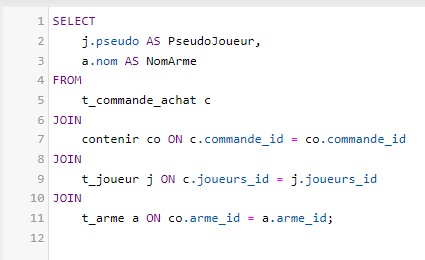 1 SELECT
2 j.pseudo AS PseudoJoueur,
3 a.nom AS NomArme
4 FROM
5 t_commande_achat c
6 JOIN
7 contenir co ON c.commande_id = co.commande_id
8 JOIN
9 t_joueur j ON c.joueurs_id = j.joueurs_id
10 JOIN
11 t_arme a ON co.arme_id = a.arme_id;
12